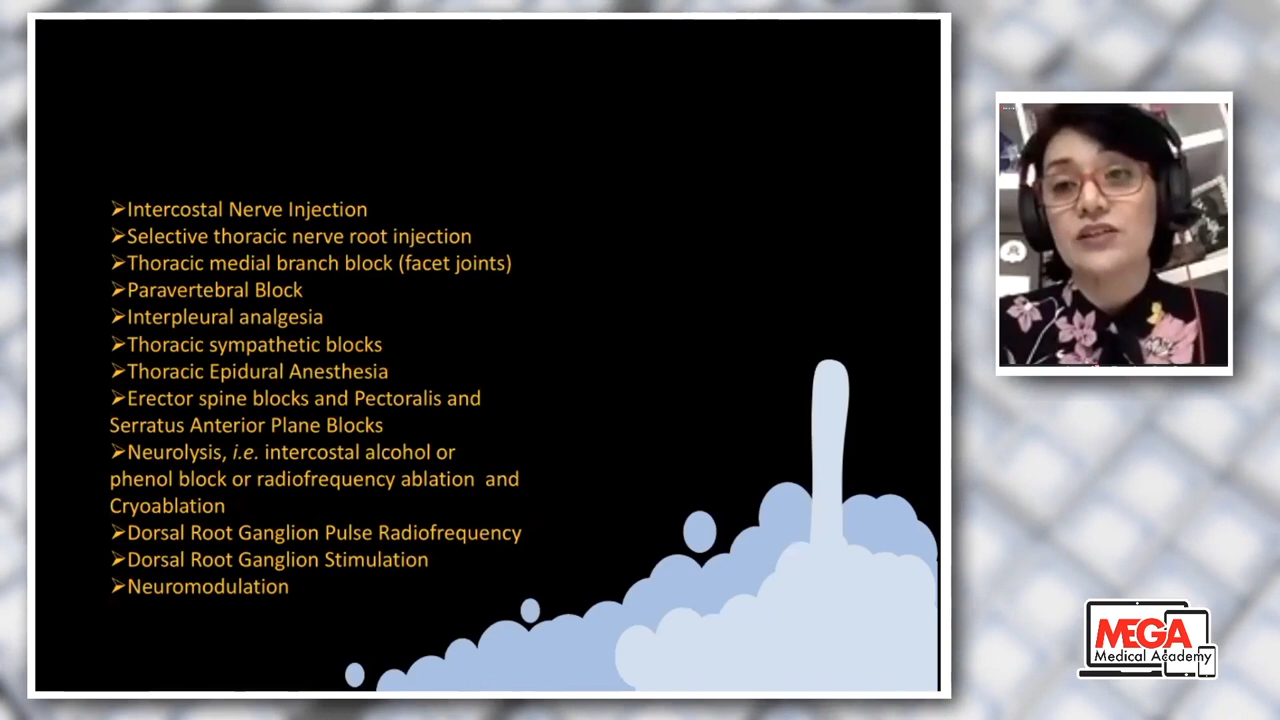 ➢Intercostal Nerve Injection
➢Selective thoracic nerve root injection
➢Thoracic medial branch block (facet joints)
➢Paravertebral Block
➢Interpleural analgesia
➢Thoracic sympathetic blocks
➢Thoracic Epidural Anesthesia
➢Erector spine blocks and Pectoralis and
Serratus Anterior Plane Blocks
➢Neurolysis, i.e. intercostal alcohol or
phenol block or radiofrequency ablation  and
Cryoablation
➢Dorsal Root Ganglion Pulse Radiofrequency
➢Dorsal Root Ganglion Stimulation
➢Neuromodulation
MEGA
Medical Academy